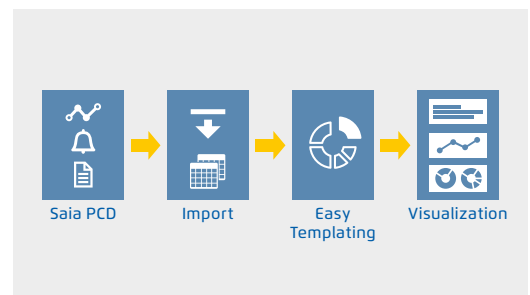 Saia PCD
Import
Easy
Templating
Visualization